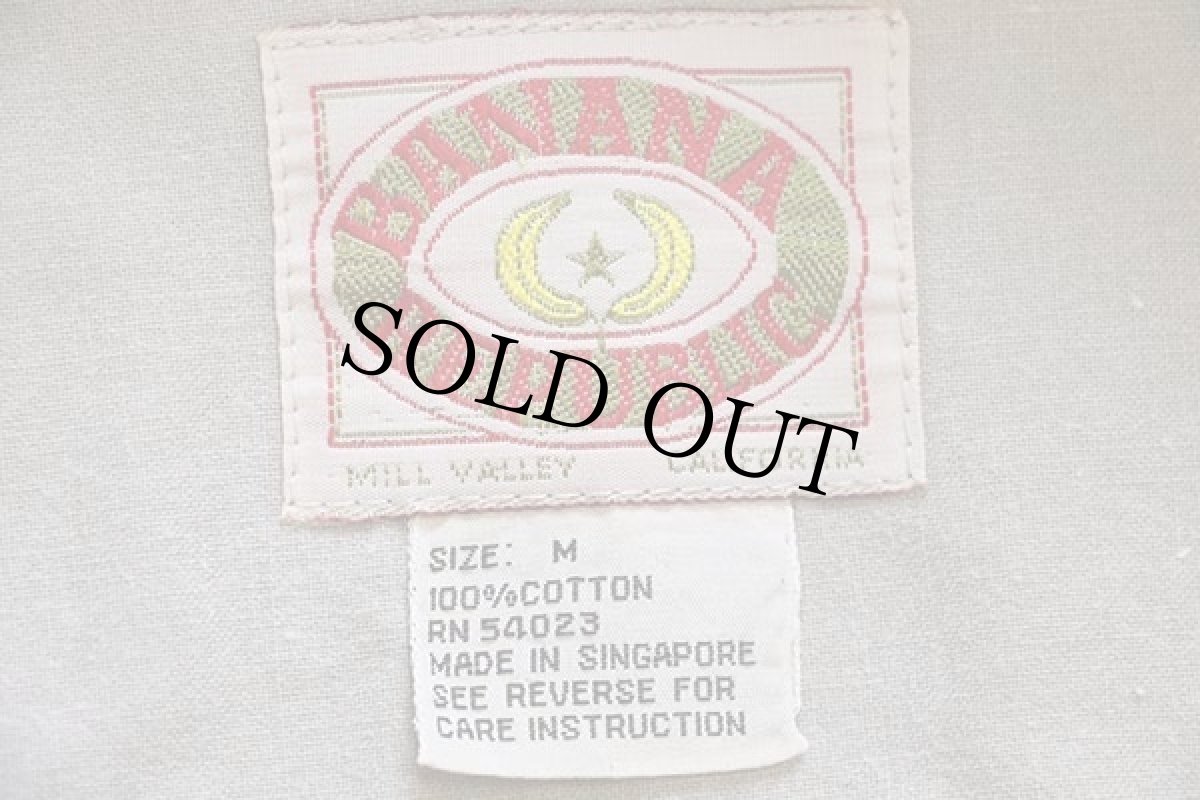 BANANA
REPUBLIC
SOLD OUT
MILL VALLEY CALIFORNIA
SIZE: M
100%COTTON
RN 54023
MADE IN SINGAPORE
SEE REVERSE FOR
CARE INSTRUCTION